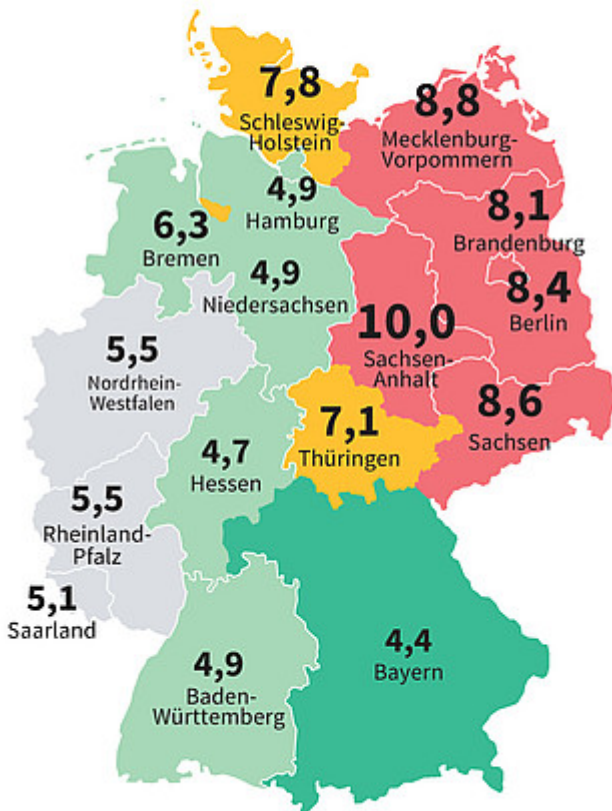 7,8
Schleswig-
Holstein
8,8
Mecklenburg-
Vorpommern
4,9
Hamburg
8,1
Brandenburg
6,3
Bremen
4,9
Niedersachsen
8,4
Berlin
10,0
Sachsen-
Anhalt
5,5
Nordrhein-
Westfalen
8,6
Sachsen
7,1
Thüringen
4,7
Hessen
5,5
Rheinland-
Pfalz
5,1
Saarland
4,9
Baden-
Württemberg
4,4
Bayern